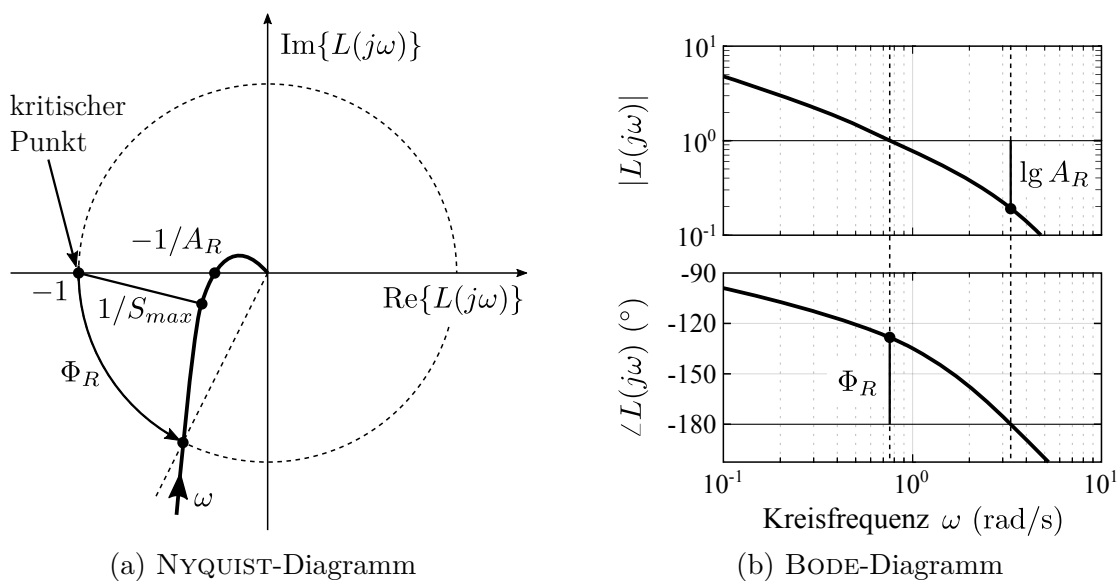 Im{L(jω)}
kritischer
Punkt
−1/A_R
−1
1/S_max
Re{L(jω)}
Φ_R
ω
(a) NYQUIST-Diagramm
10^1
10^0
10^-1
|L(jω)|
lg A_R
-90
-120
-150
-180
∠L(jω) (°)
Φ_R
10^-1
10^0
10^1
Kreisfrequenz ω (rad/s)
(b) BODE-Diagramm